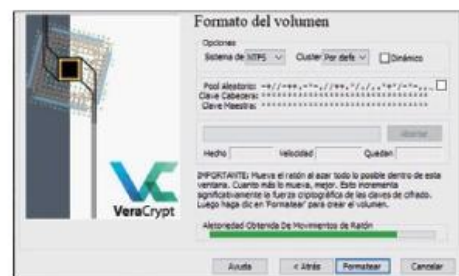 Formato del volumen
Opciones
Sistema de NTFS Cluster Por defe Dinámico
Pool Aleatorio:
Clave Cabecera: ******************************
Clave Maestra: ******************************
Abortar
Hecho Velocidad Quedan
IMPORTANTE: Mueva el ratón al azar todo lo posible dentro de esta
ventana. Cuanto más lo mueva, mejor. Esto incrementa
significativamente la fuerza criptográfica de las claves de cifrado.
Luego haga clic en 'Formatear' para crear el volumen.
Aletoriedad Obtenida De Movimientos de Ratón
VeraCrypt
Ayuda < Atrás Formatear Cancelar